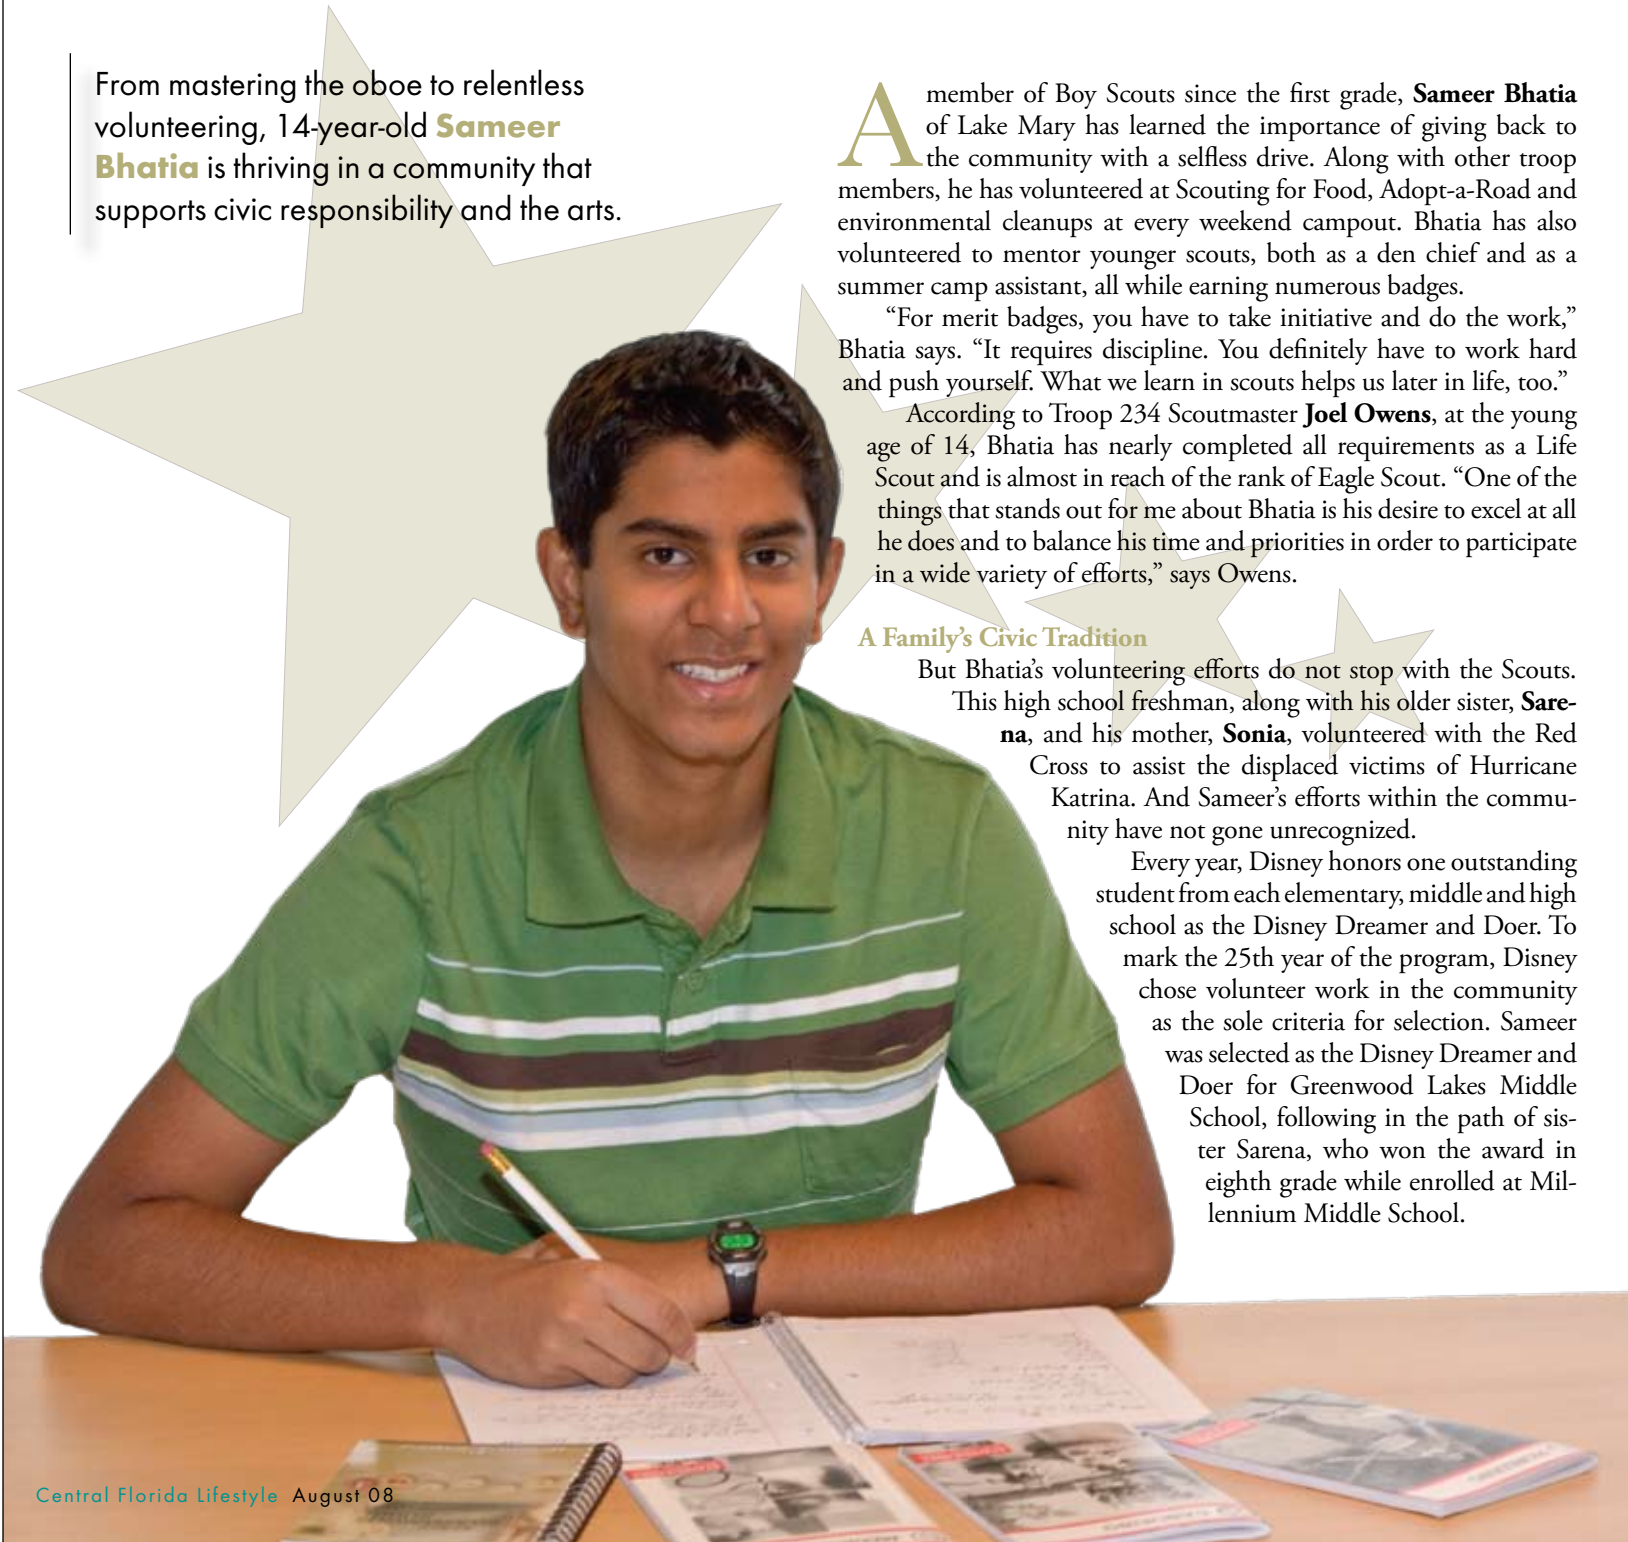 From mastering the oboe to relentless
volunteering, 14-year-old Sameer
Bhatia is thriving in a community that
supports civic responsibility and the arts.
A member of Boy Scouts since the first grade, Sameer Bhatia
of Lake Mary has learned the importance of giving back to
the community with a selfless drive. Along with other troop
members, he has volunteered at Scouting for Food, Adopt-a-Road and
environmental cleanups at every weekend campout. Bhatia has also
volunteered to mentor younger scouts, both as a den chief and as a
summer camp assistant, all while earning numerous badges.
“For merit badges, you have to take initiative and do the work,”
Bhatia says. “It requires discipline. You definitely have to work hard
and push yourself. What we learn in scouts helps us later in life, too.”
According to Troop 234 Scoutmaster Joel Owens, at the young
age of 14, Bhatia has nearly completed all requirements as a Life
Scout and is almost in reach of the rank of Eagle Scout. “One of the
things that stands out for me about Bhatia is his desire to excel at all
he does and to balance his time and priorities in order to participate
in a wide variety of efforts,” says Owens.
A Family’s Civic Tradition
But Bhatia’s volunteering efforts do not stop with the Scouts.
This high school freshman, along with his older sister, Sare-
na, and his mother, Sonia, volunteered with the Red
Cross to assist the displaced victims of Hurricane
Katrina. And Sameer’s efforts within the commu-
nity have not gone unrecognized.
Every year, Disney honors one outstanding
student from each elementary, middle and high
school as the Disney Dreamer and Doer. To
mark the 25th year of the program, Disney
chose volunteer work in the community
as the sole criteria for selection. Sameer
was selected as the Disney Dreamer and
Doer for Greenwood Lakes Middle
School, following in the path of sis-
ter Sarena, who won the award in
eighth grade while enrolled at Mil-
lennium Middle School.
Central Florida Lifestyle August 08